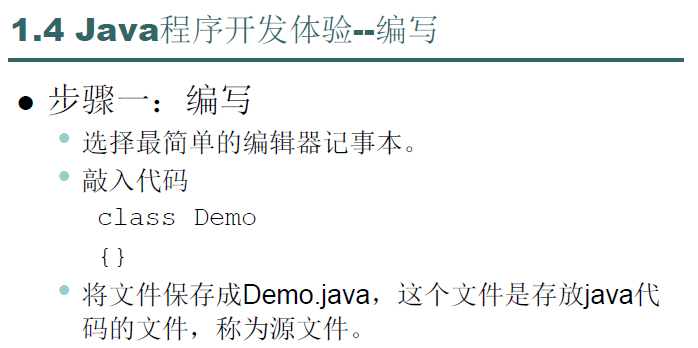 1.4 Java程序开发体验--编写
● 步骤一：编写
• 选择最简单的编辑器记事本。
• 敲入代码
class Demo
{}
• 将文件保存成Demo.java，这个文件是存放java代
码的文件，称为源文件。